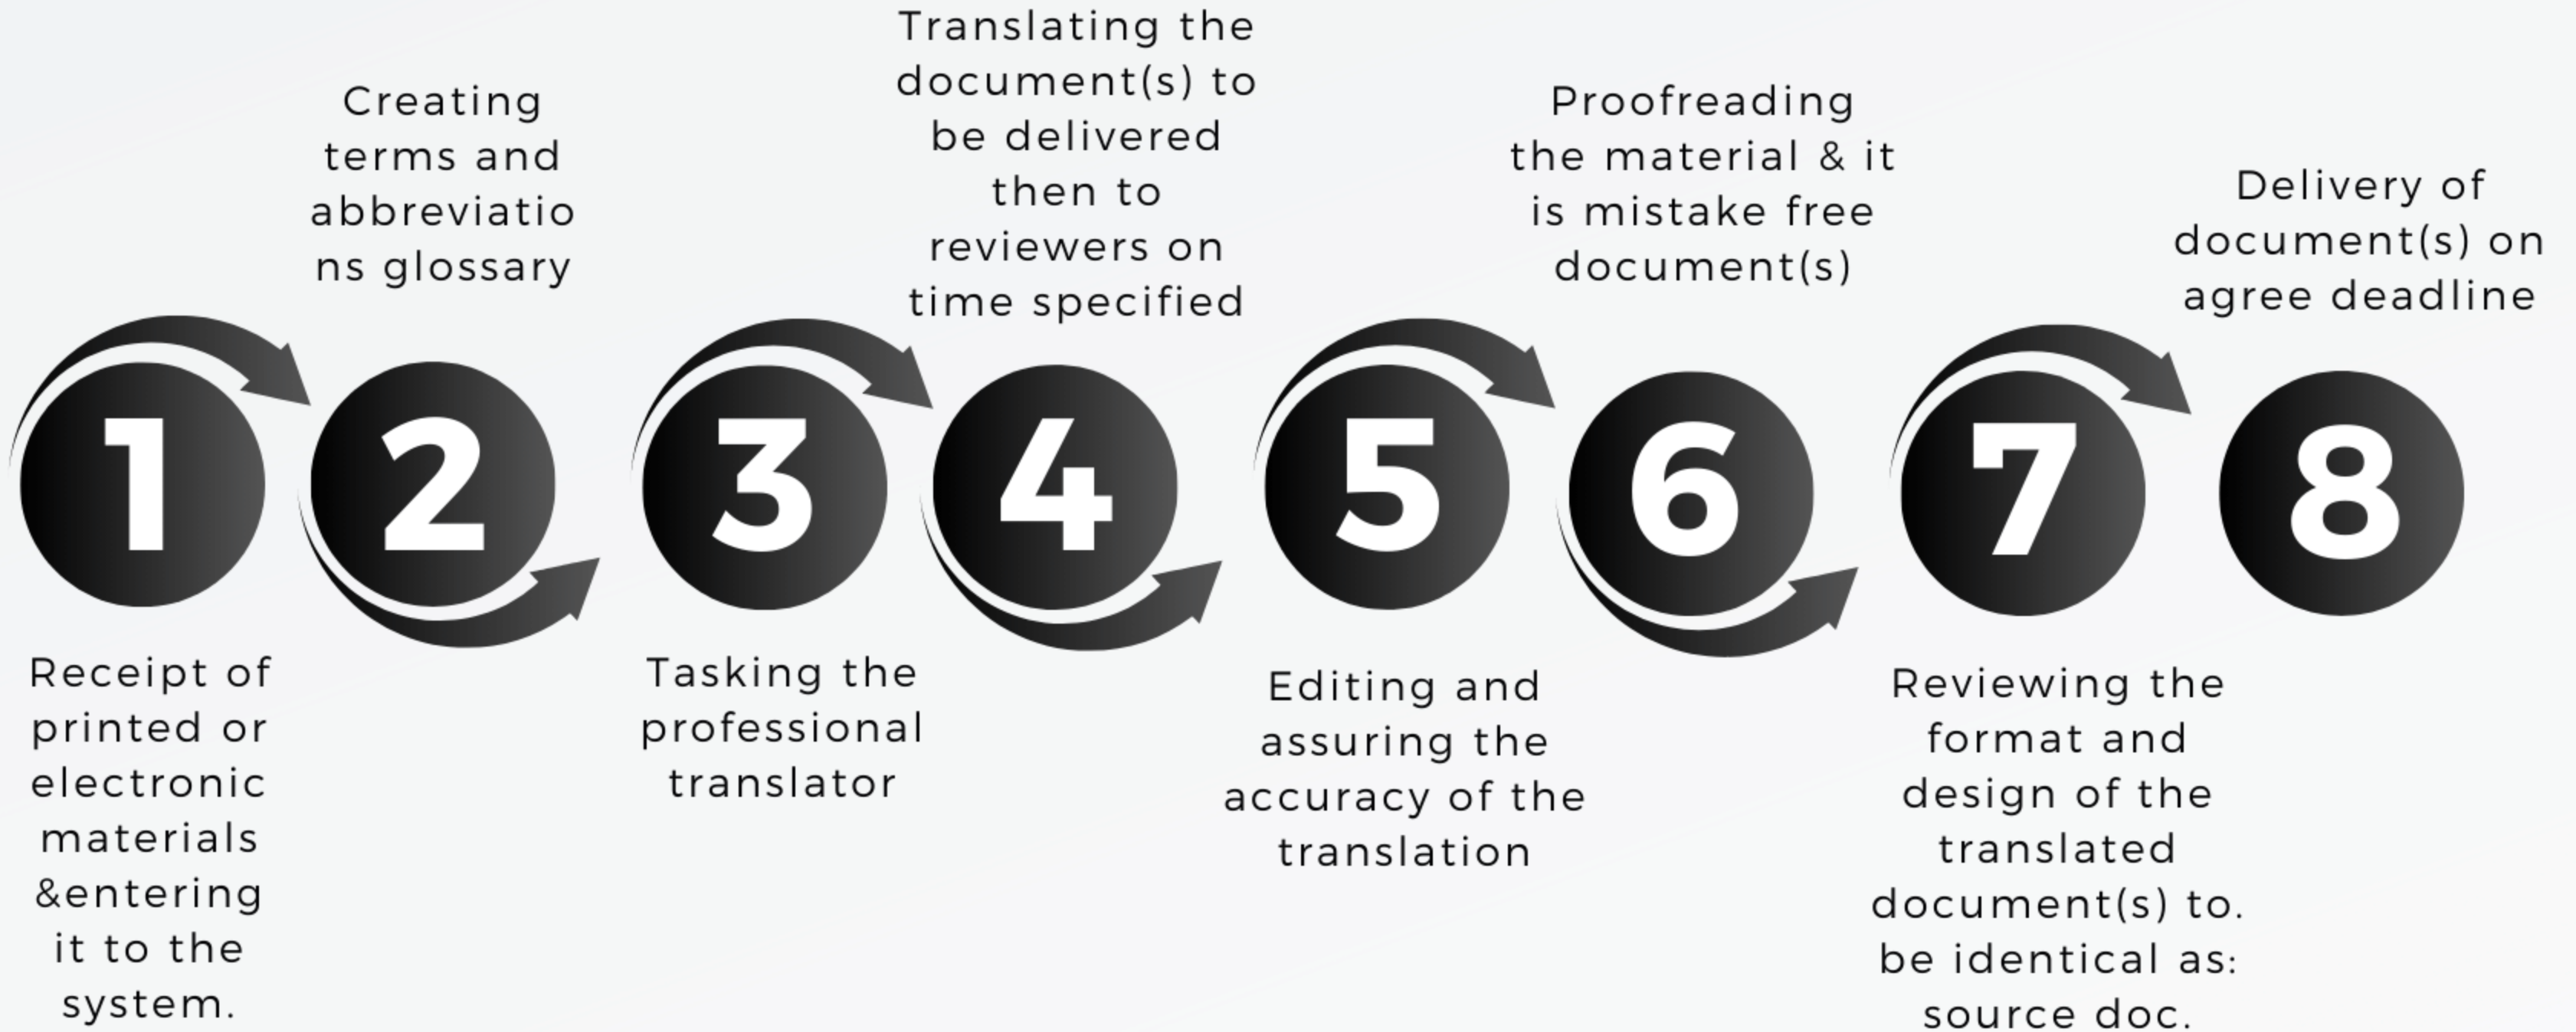 1
Receipt of
printed or
electronic
materials
&entering
it to the
system.
2
Creating
terms and
abbreviatio
ns glossary
3
Tasking the
professional
translator
4
Translating the
document(s) to
be delivered
then to
reviewers on
time specified
5
Editing and
assuring the
accuracy of the
translation
6
Proofreading
the material & it
is mistake free
document(s)
7
Reviewing the
format and
design of the
translated
document(s) to.
be identical as:
source doc.
8
Delivery of
document(s) on
agree deadline